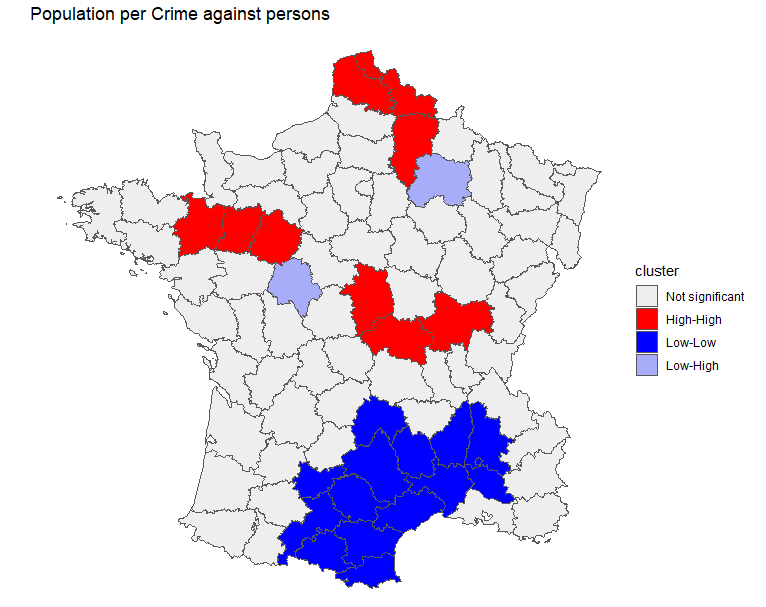 Population per Crime against persons
cluster
Not significant
High-High
Low-Low
Low-High